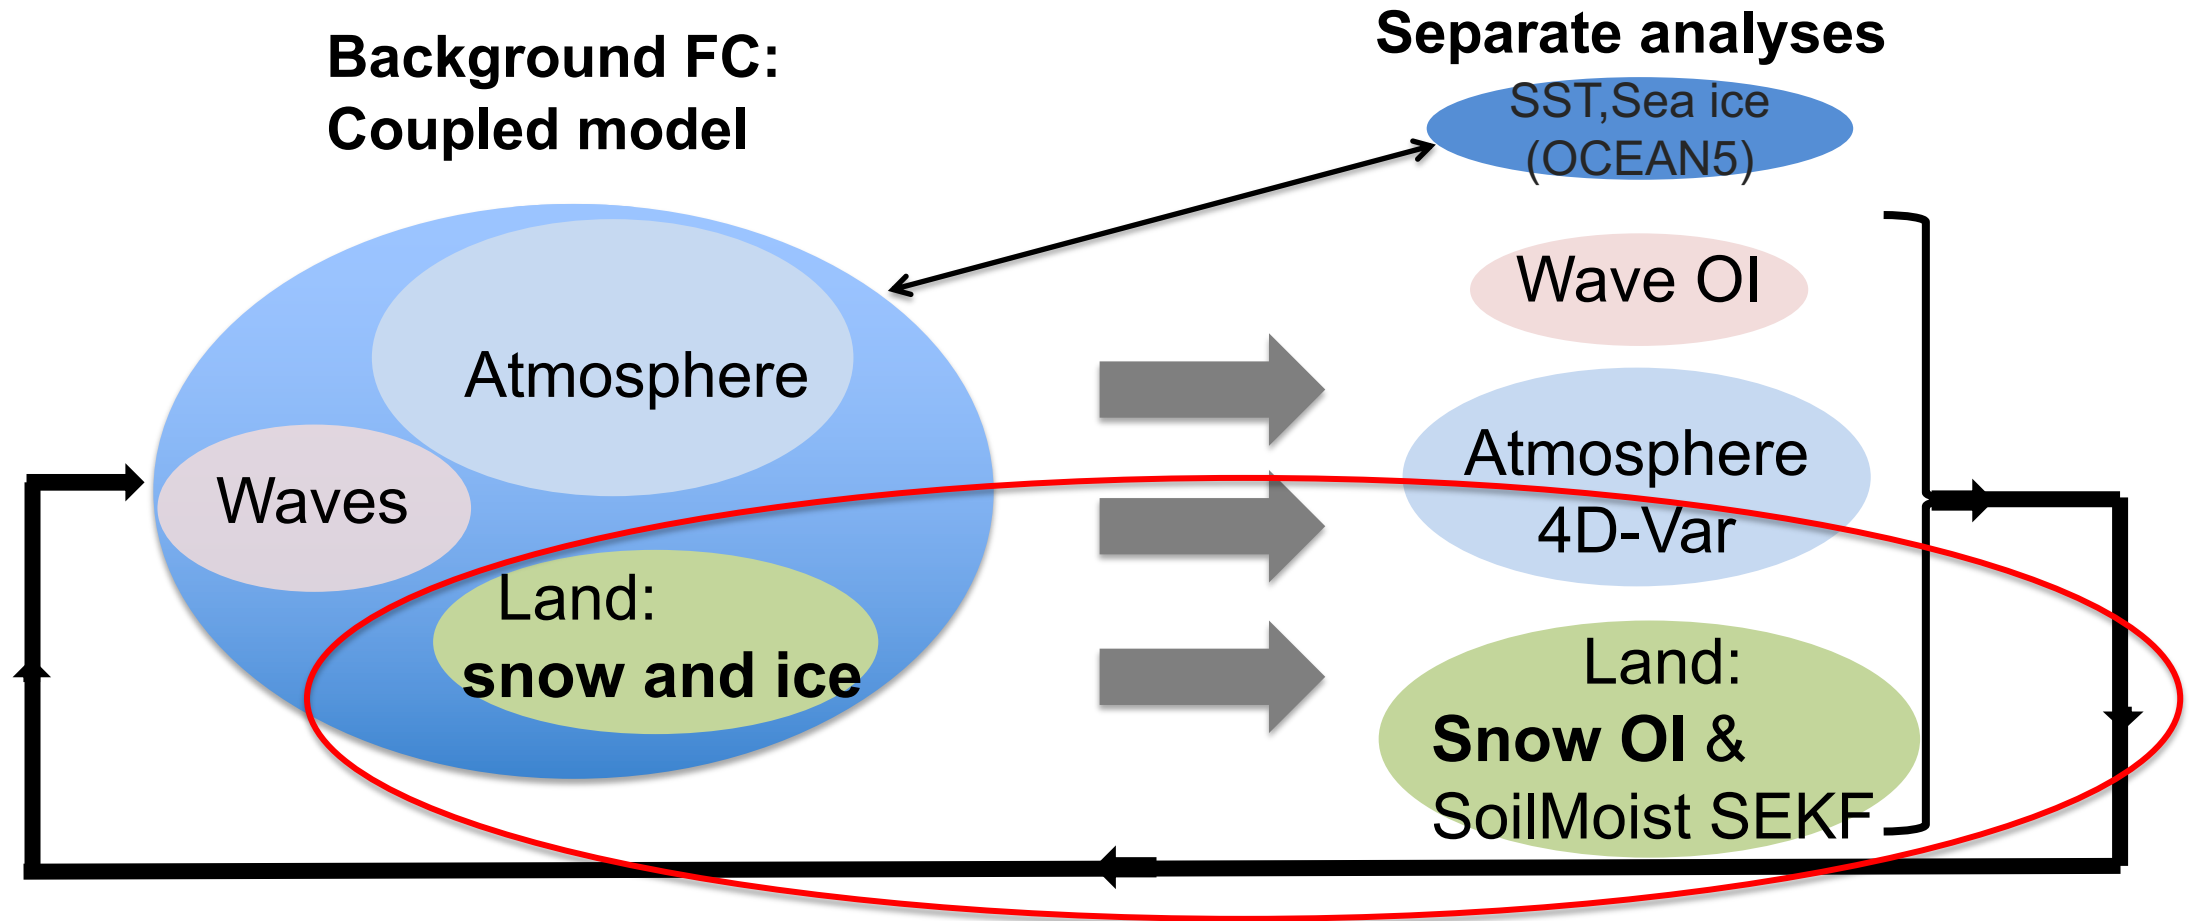 Background FC:
Coupled model
Atmosphere
Waves
Land:
snow and ice
Separate analyses
SST,Sea ice
(OCEAN5)
Wave OI
Atmosphere
4D-Var
Land:
Snow OI &
SoilMoist SEKF